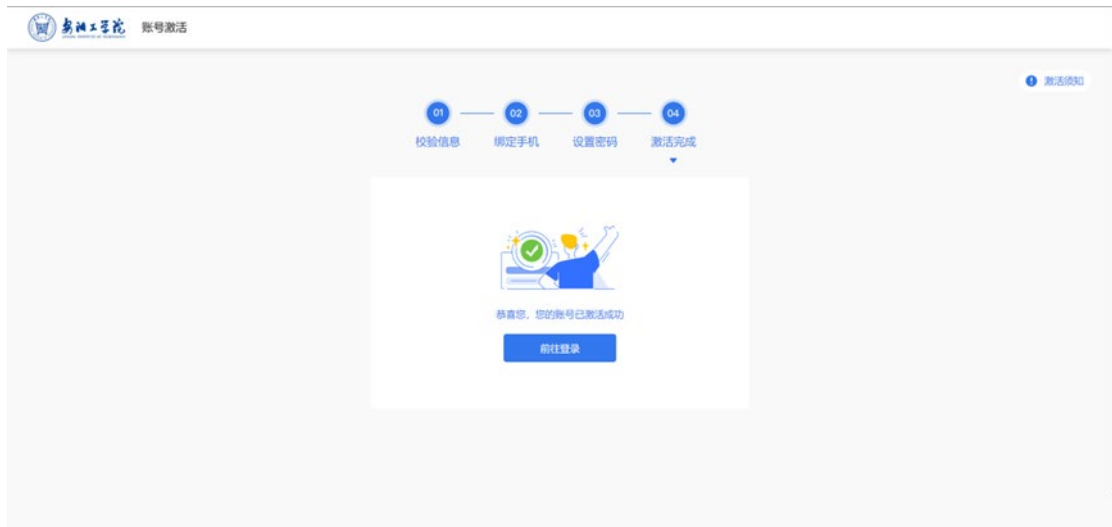 安阳工学院 账号激活
激活须知
01 02 03 04
校验信息 绑定手机 设置密码 激活完成
恭喜您，您的账号已激活成功
前往登录